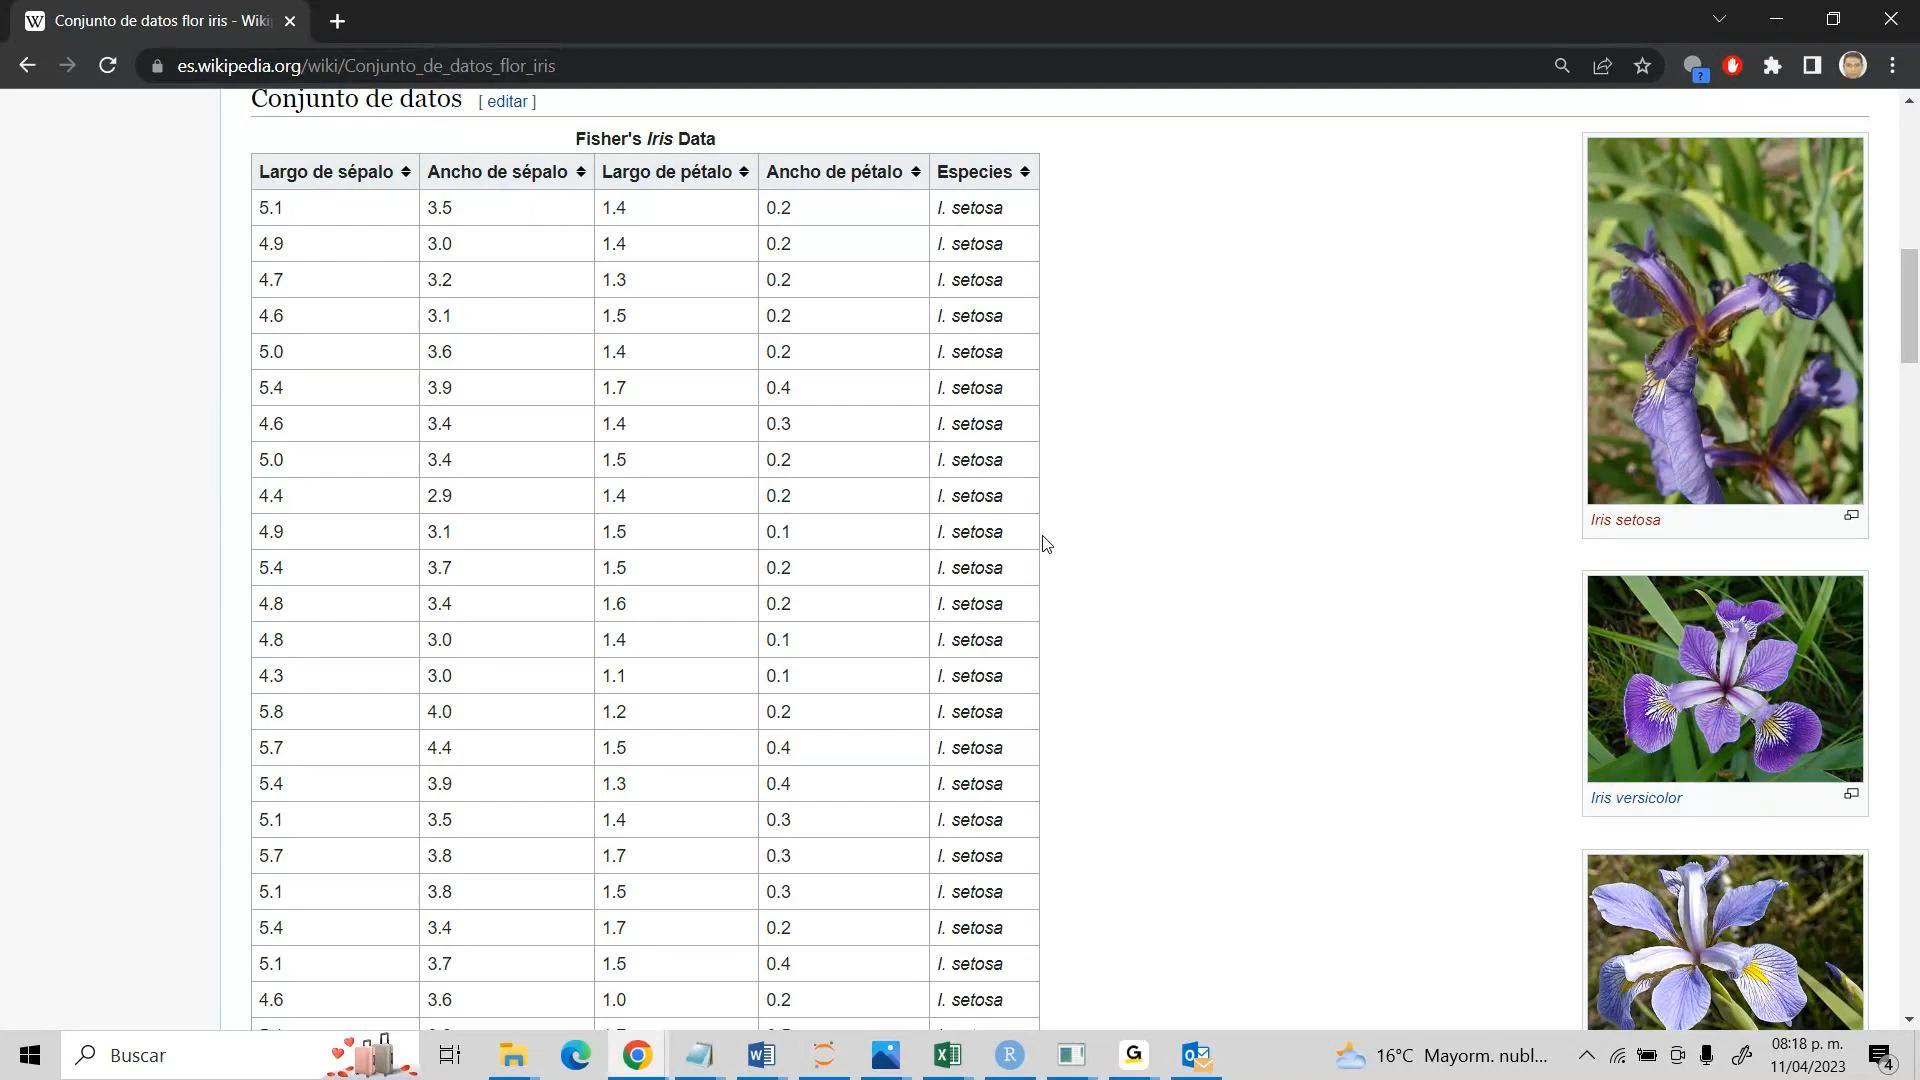 Conjunto de datos flor iris - Wiki
es.wikipedia.org/wiki/Conjunto_de_datos_flor_iris
Conjunto de datos [ editar ]
Fisher's Iris Data
Largo de sépalo Ancho de sépalo Largo de pétalo Ancho de pétalo Especies
5.1 3.5 1.4 0.2 I. setosa
4.9 3.0 1.4 0.2 I. setosa
4.7 3.2 1.3 0.2 I. setosa
4.6 3.1 1.5 0.2 I. setosa
5.0 3.6 1.4 0.2 I. setosa
5.4 3.9 1.7 0.4 I. setosa
4.6 3.4 1.4 0.3 I. setosa
5.0 3.4 1.5 0.2 I. setosa
4.4 2.9 1.4 0.2 I. setosa
4.9 3.1 1.5 0.1 I. setosa
5.4 3.7 1.5 0.2 I. setosa
4.8 3.4 1.6 0.2 I. setosa
4.8 3.0 1.4 0.1 I. setosa
4.3 3.0 1.1 0.1 I. setosa
5.8 4.0 1.2 0.2 I. setosa
5.7 4.4 1.5 0.4 I. setosa
5.4 3.9 1.3 0.4 I. setosa
5.1 3.5 1.4 0.3 I. setosa
5.7 3.8 1.7 0.3 I. setosa
5.1 3.8 1.5 0.3 I. setosa
5.4 3.4 1.7 0.2 I. setosa
5.1 3.7 1.5 0.4 I. setosa
4.6 3.6 1.0 0.2 I. setosa
Iris setosa
Iris versicolor
Buscar
16°C Mayorm. nubl...
08:18 p. m.
11/04/2023
4